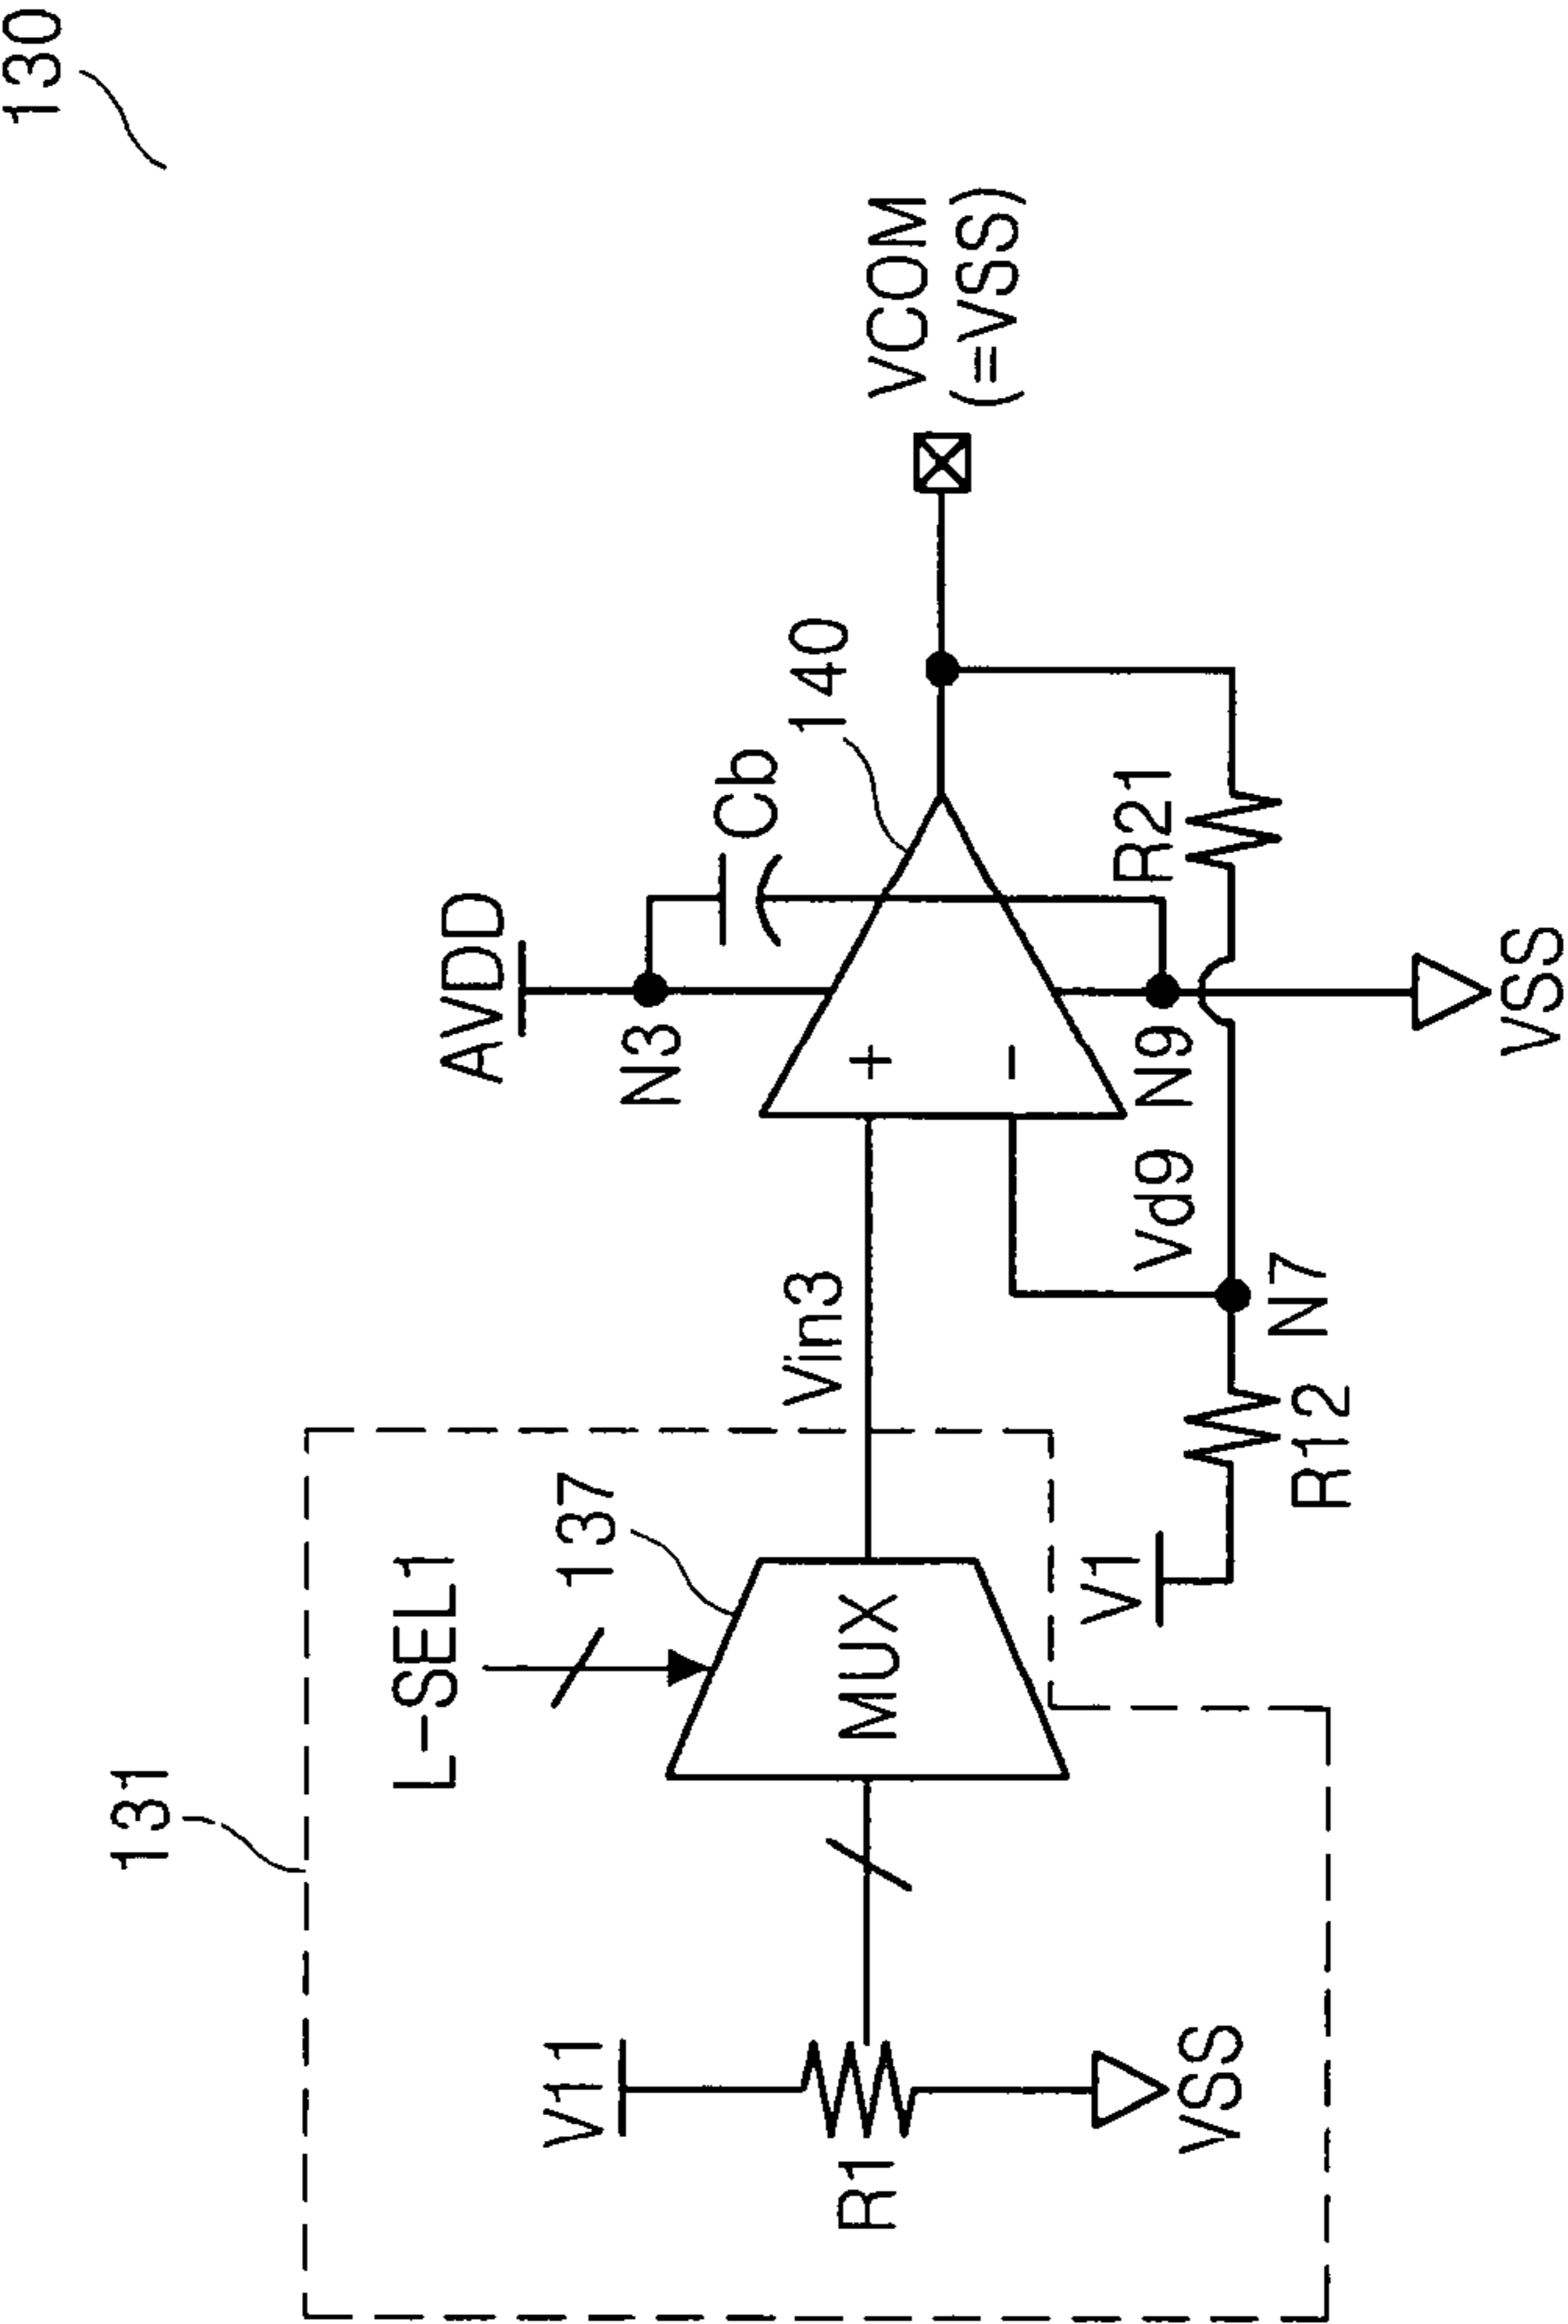 130
131
L-SEL1
137
MUX
V11
R1
VSS
Vin3
AVDD
N3
Cb
140
+
-
N9
Vd9
V1
R12
N7
R21
VSS
VCOM
(=VSS)